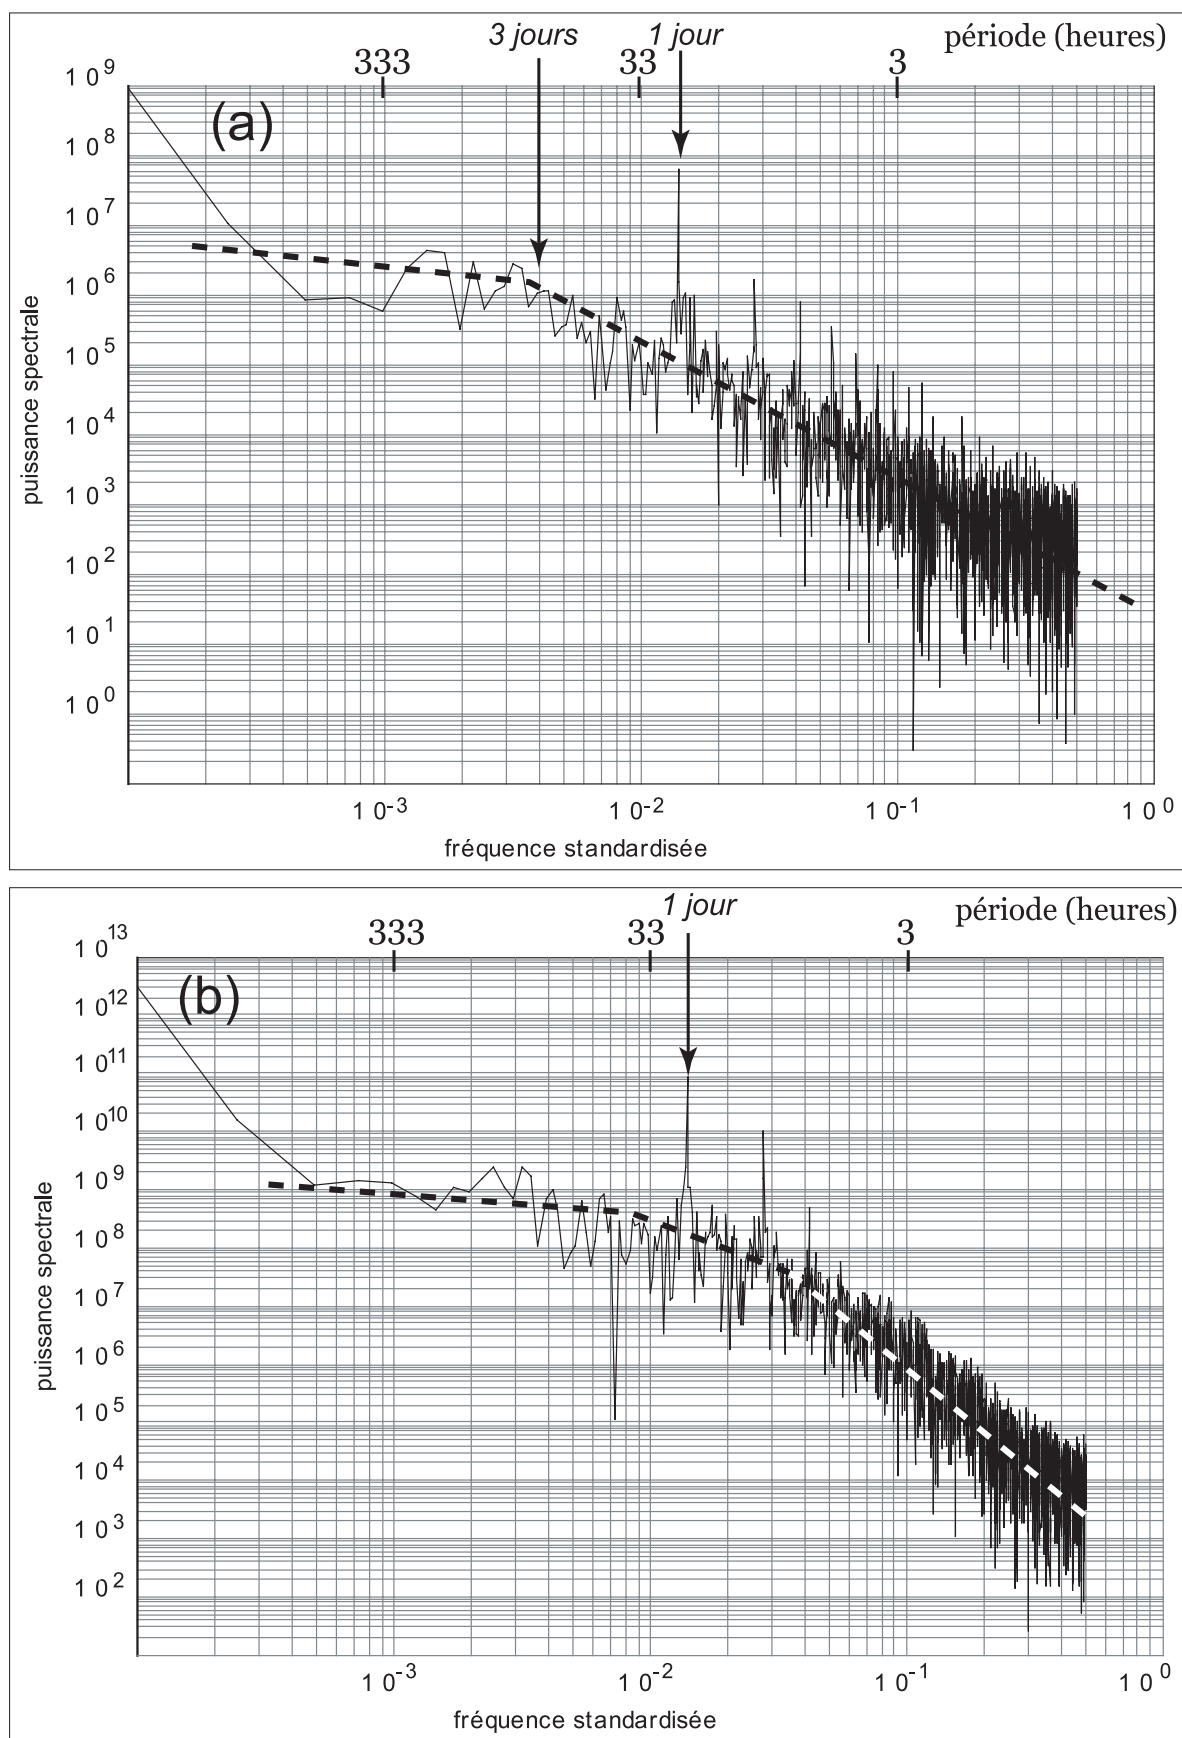 3 jours 1 jour période (heures)
333 33 3
(a)
10^9
10^8
10^7
10^6
10^5
10^4
10^3
10^2
10^1
10^0
puissance spectrale
10^-3 10^-2 10^-1 10^0
fréquence standardisée
1 jour période (heures)
333 33 3
(b)
10^13
10^12
10^11
10^10
10^9
10^8
10^7
10^6
10^5
10^4
10^3
10^2
puissance spectrale
10^-3 10^-2 10^-1 10^0
fréquence standardisée